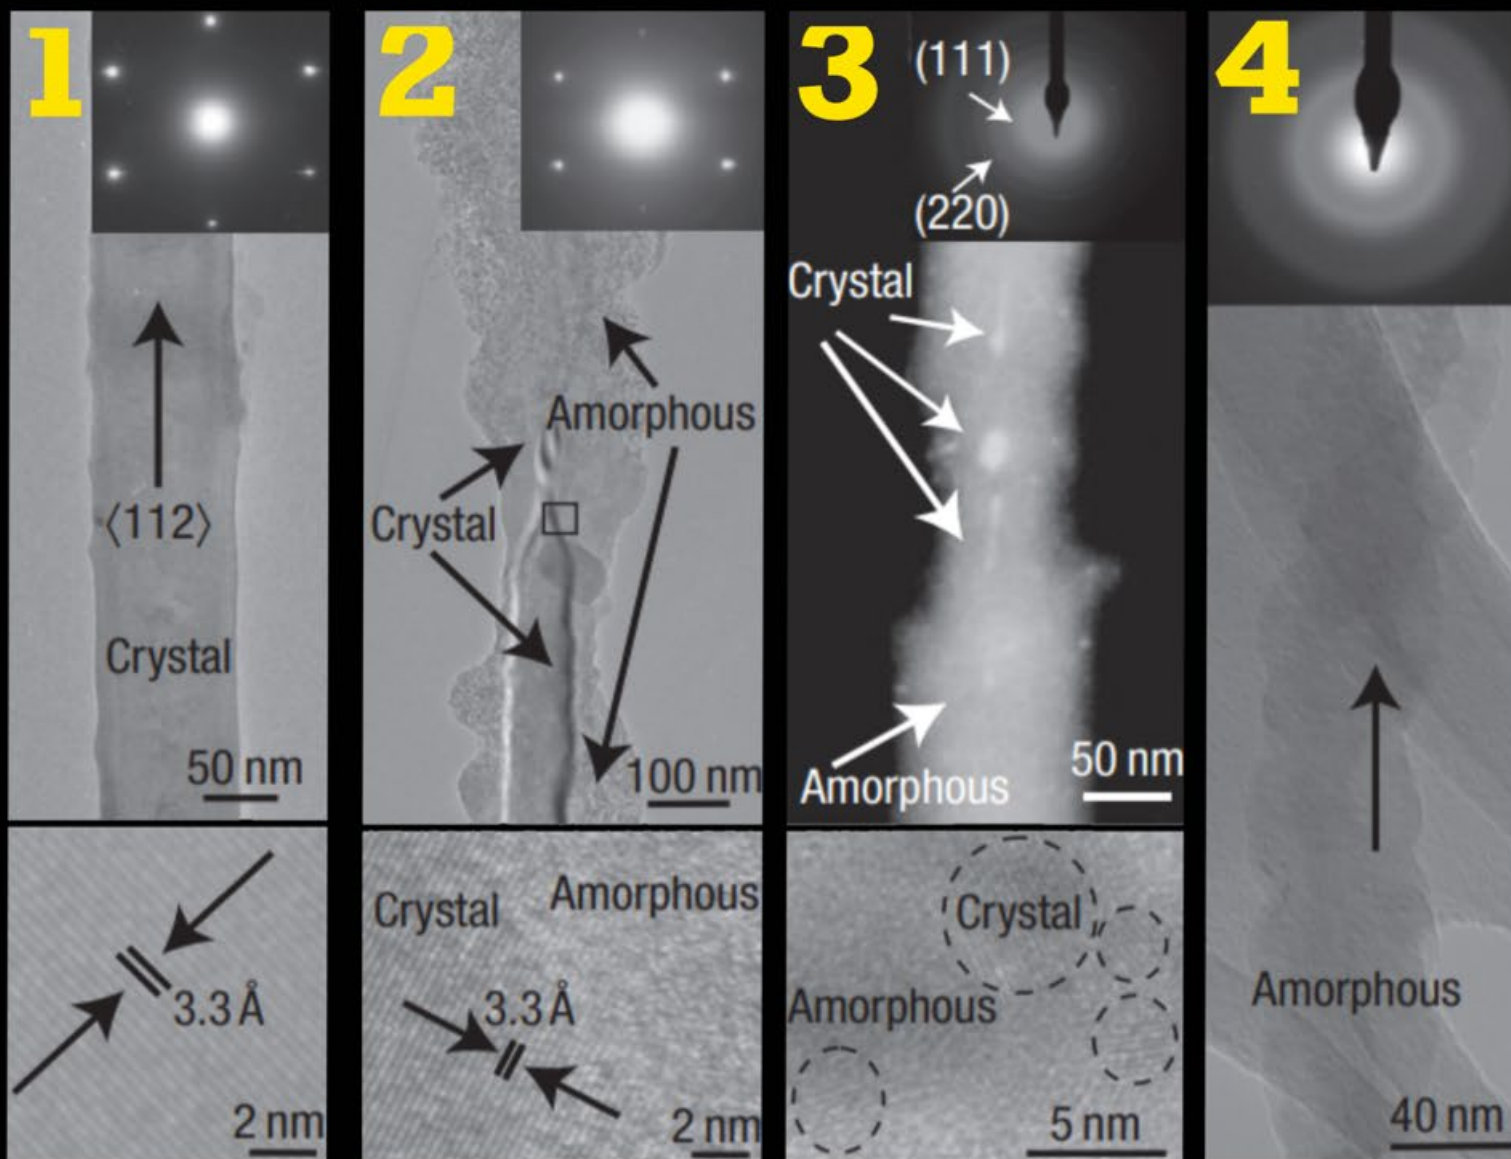 1
⟨112⟩
Crystal
50 nm
3.3 Å
2 nm
2
Amorphous
Crystal
100 nm
Crystal
Amorphous
3.3 Å
2 nm
3
(111)
(220)
Crystal
Amorphous
50 nm
Crystal
Amorphous
5 nm
4
Amorphous
40 nm